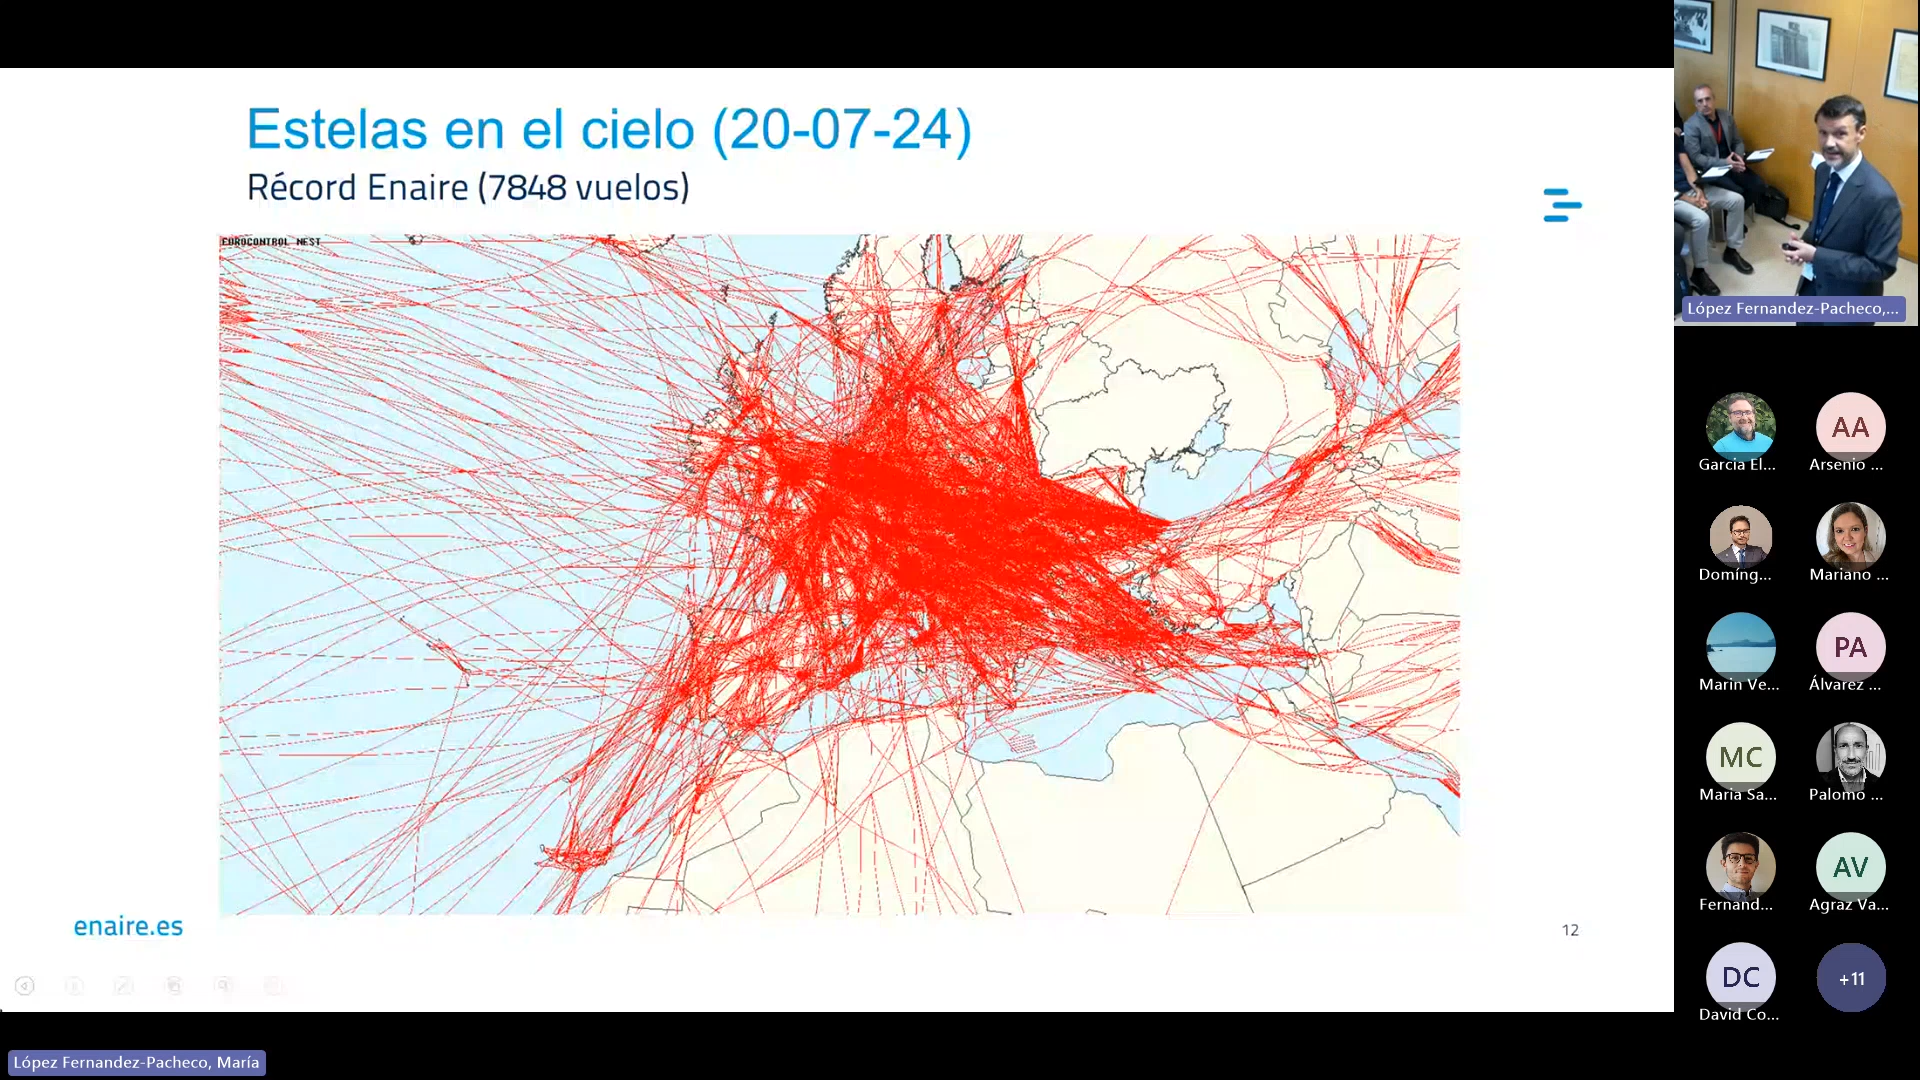 Estelas en el cielo (20-07-24)
Récord Enaire (7848 vuelos)
EUROCONTROL NEST
enaire.es
12
López Fernandez-Pacheco, María
López Fernandez-Pacheco,...
Garcia El...
AA
Arsenio ...
Domíng...
Mariano ...
Marin Ve...
PA
Álvarez ...
MC
Maria Sa...
Palomo ...
Fernand...
AV
Agraz Va...
DC
David Co...
+11